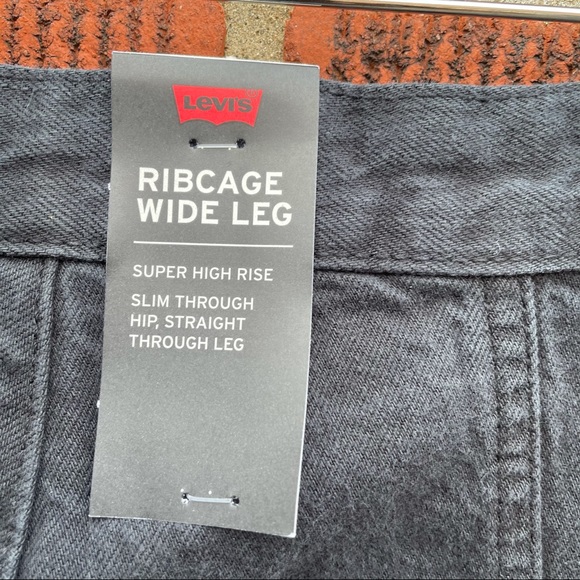 Levi's
RIBCAGE
WIDE LEG
SUPER HIGH RISE
SLIM THROUGH
HIP, STRAIGHT
THROUGH LEG